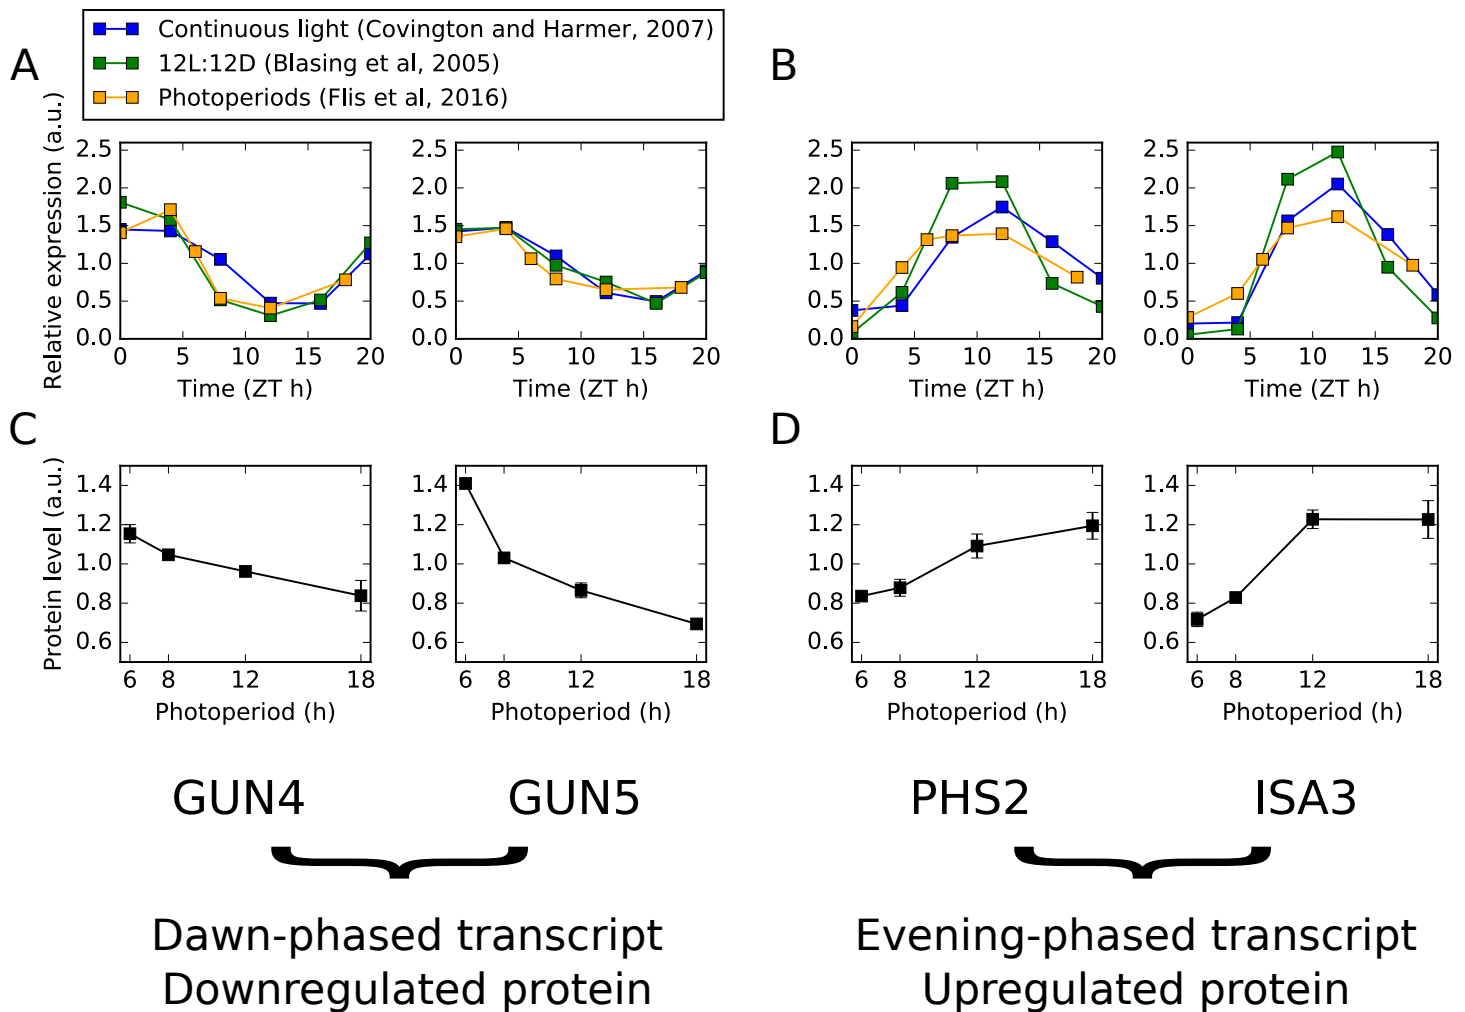 Continuous light (Covington and Harmer, 2007)
12L:12D (Blasing et al, 2005)
Photoperiods (Flis et al, 2016)
A
B
Relative expression (a.u.)
2.5
2.0
1.5
1.0
0.5
0.0
0 5 10 15 20
Time (ZT h)
2.5
2.0
1.5
1.0
0.5
0.0
0 5 10 15 20
Time (ZT h)
2.5
2.0
1.5
1.0
0.5
0.0
0 5 10 15 20
Time (ZT h)
2.5
2.0
1.5
1.0
0.5
0.0
0 5 10 15 20
Time (ZT h)
C
D
Protein level (a.u.)
1.4
1.2
1.0
0.8
0.6
6 8 12 18
Photoperiod (h)
1.4
1.2
1.0
0.8
0.6
6 8 12 18
Photoperiod (h)
1.4
1.2
1.0
0.8
0.6
6 8 12 18
Photoperiod (h)
1.4
1.2
1.0
0.8
0.6
6 8 12 18
Photoperiod (h)
GUN4 GUN5 PHS2 ISA3
Dawn-phased transcript
Downregulated protein
Evening-phased transcript
Upregulated protein